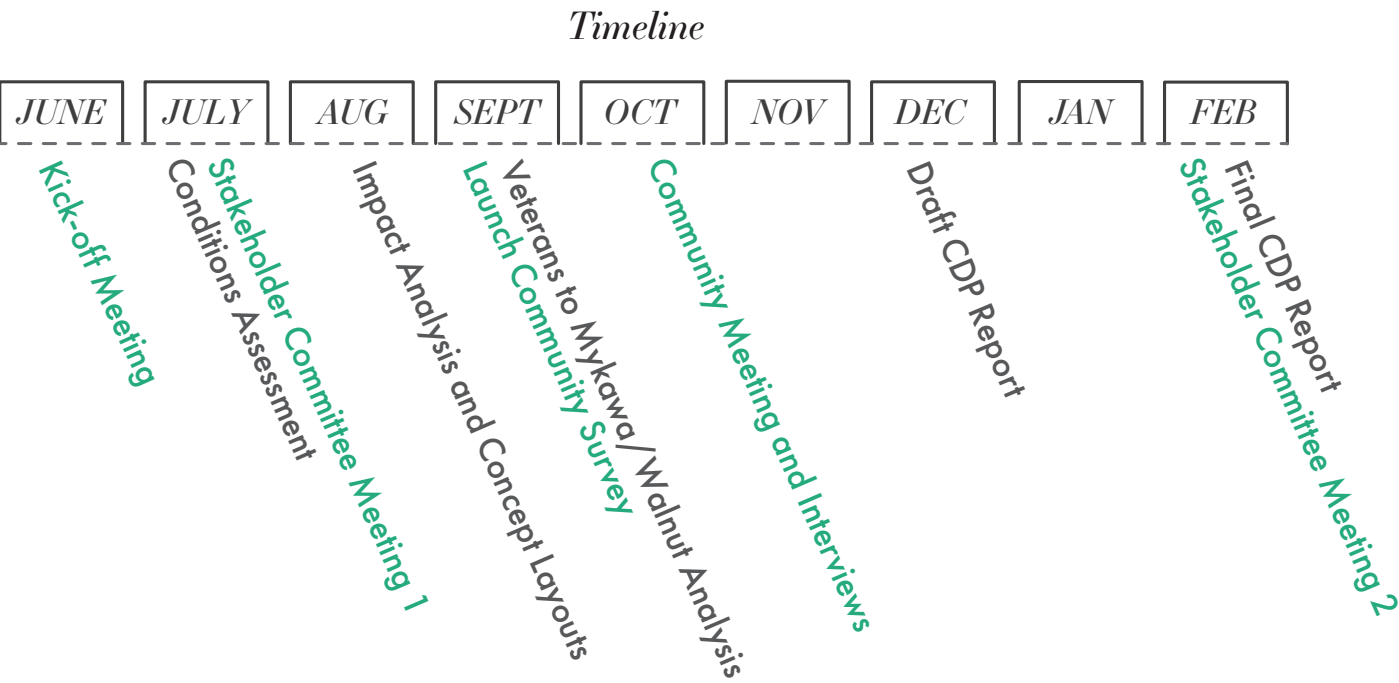 Timeline
JUNE
JULY
AUG
SEPT
OCT
NOV
DEC
JAN
FEB
Kick-off Meeting
Conditions Assessment
Stakeholder Committee Meeting 1
Impact Analysis and Concept Layouts
Launch Community Survey
Veterans to Mykawa/Walnut Analysis
Community Meeting and Interviews
Draft CDP Report
Stakeholder Committee Meeting 2
Final CDP Report